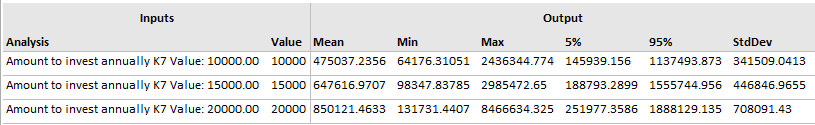 Inputs Output
Analysis Value Mean Min Max 5% 95% StdDev
Amount to invest annually K7 Value: 10000.00 10000 475037.2356 64176.31051 2436344.774 145939.156 1137493.873 341509.0413
Amount to invest annually K7 Value: 15000.00 15000 647616.9707 98347.83785 2985472.65 188793.2899 1555744.956 446846.9655
Amount to invest annually K7 Value: 20000.00 20000 850121.4633 131731.4407 8466634.325 251977.3586 1888129.135 708091.43